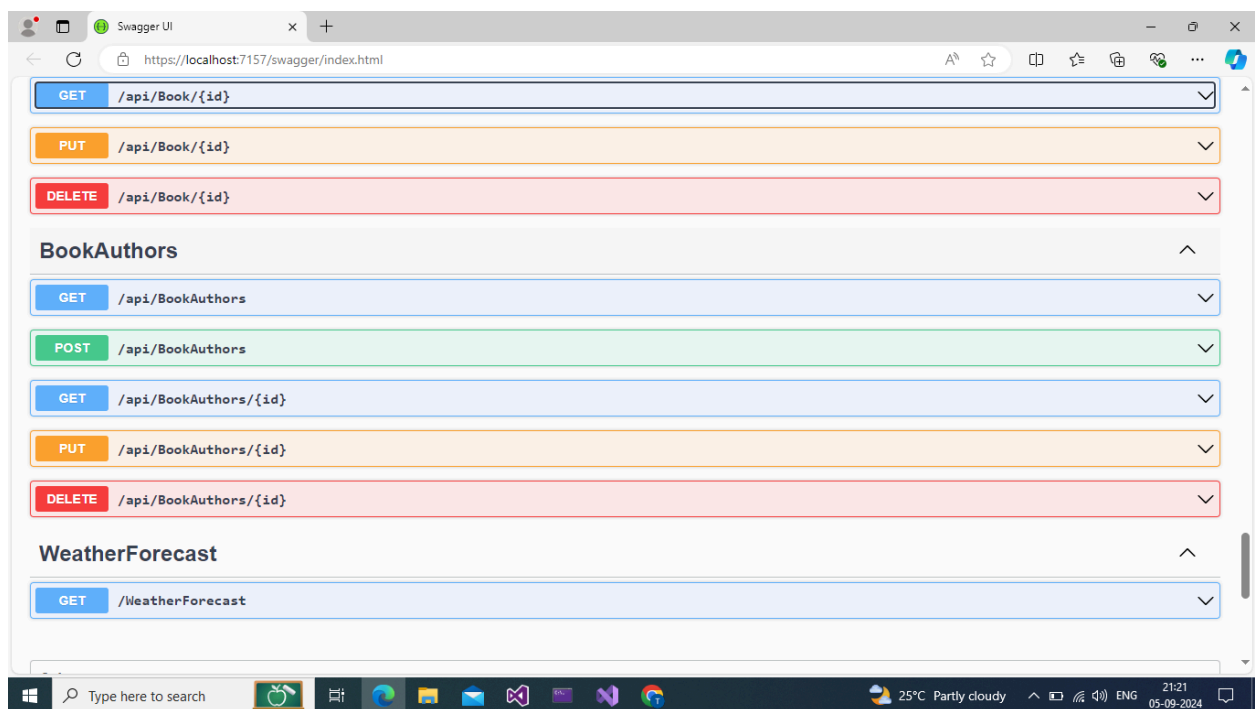 Swagger UI
https://localhost:7157/swagger/index.html
GET /api/Book/{id}
PUT /api/Book/{id}
DELETE /api/Book/{id}
BookAuthors
GET /api/BookAuthors
POST /api/BookAuthors
GET /api/BookAuthors/{id}
PUT /api/BookAuthors/{id}
DELETE /api/BookAuthors/{id}
WeatherForecast
GET /WeatherForecast
Type here to search
25°C Partly cloudy
ENG
21:21
05-09-2024